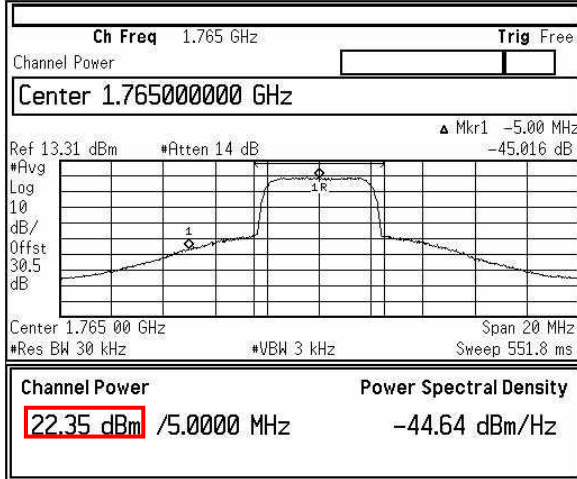 Ch Freq 1.765 GHz Trig Free
Channel Power
Center 1.765000000 GHz
Δ Mkr1 -5.00 MHz
Ref 13.31 dBm #Atten 14 dB -45.016 dB
#Avg
Log
10
dB/
Offst
30.5
dB
1R
1
Center 1.765 00 GHz Span 20 MHz
#Res BW 30 kHz #VBW 3 kHz Sweep 551.8 ms
Channel Power Power Spectral Density
22.35 dBm /5.0000 MHz -44.64 dBm/Hz